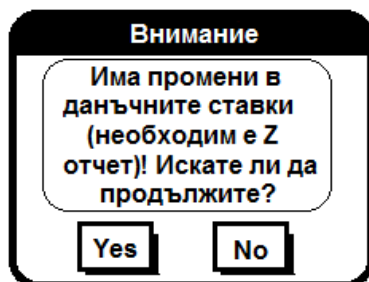 Внимание
Има промени в
данъчните ставки
(необходим е Z
отчет)! Искате ли да
продължите?
Yes No